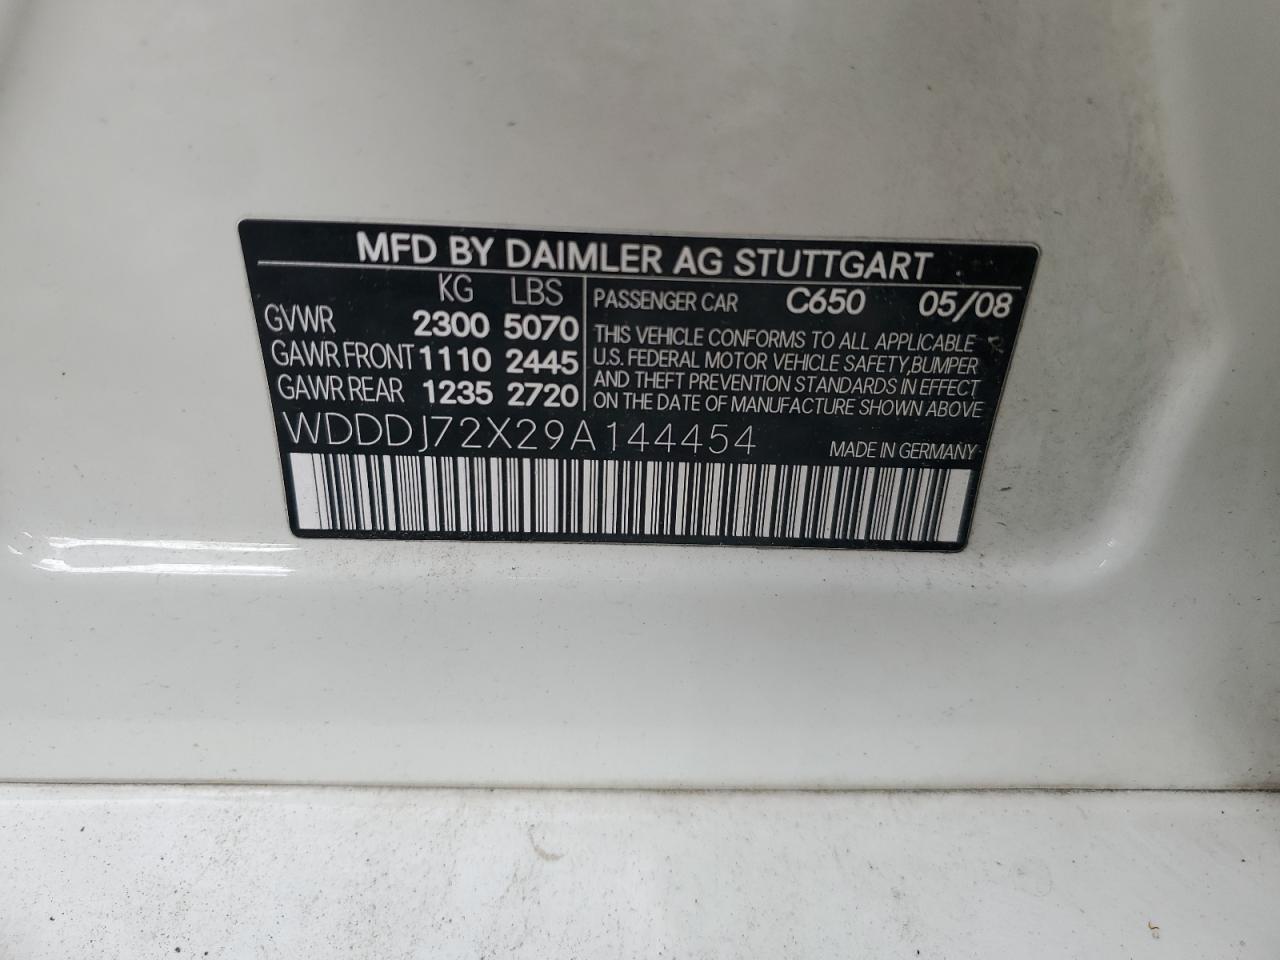 MFD BY DAIMLER AG STUTTGART
KG LBS
GVWR 2300 5070
GAWR FRONT 1110 2445
GAWR REAR 1235 2720
PASSENGER CAR C650 05/08
THIS VEHICLE CONFORMS TO ALL APPLICABLE
U.S. FEDERAL MOTOR VEHICLE SAFETY, BUMPER
AND THEFT PREVENTION STANDARDS IN EFFECT
ON THE DATE OF MANUFACTURE SHOWN ABOVE
WDDDJ72X29A144454 MADE IN GERMANY